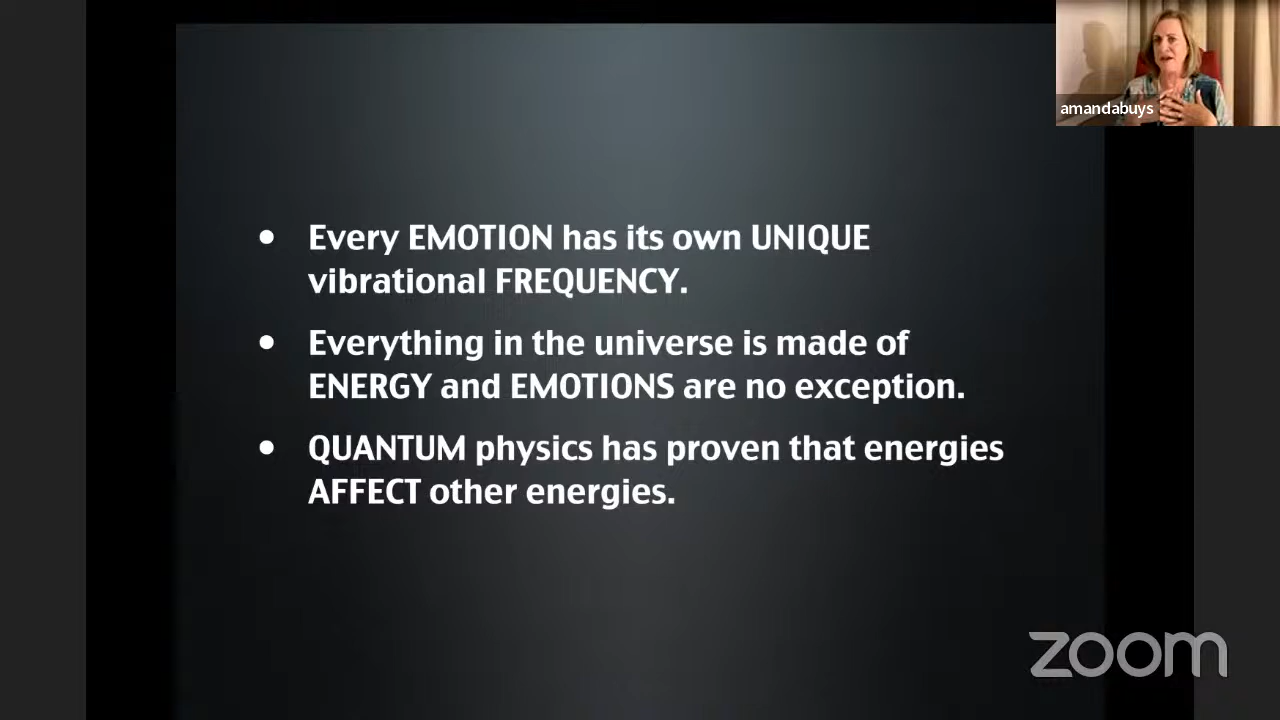 amandabuys
• Every EMOTION has its own UNIQUE
vibrational FREQUENCY.
• Everything in the universe is made of
ENERGY and EMOTIONS are no exception.
• QUANTUM physics has proven that energies
AFFECT other energies.
zoom